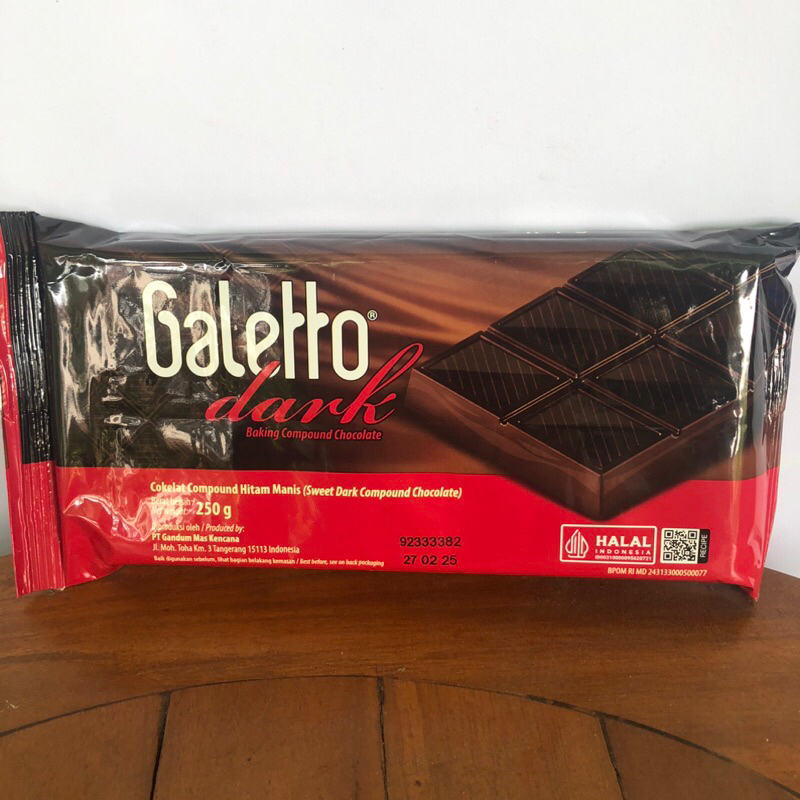 Galetto®
dark
Baking Compound Chocolate
Cokelat Compound Hitam Manis (Sweet Dark Compound Chocolate)
250 g
Diproduksi oleh / Produced by:
PT Gandum Mas Kencana
Jl. Moh. Toha Km. 3 Tangerang 15113 Indonesia
Baik digunakan sebelum, lihat bagian belakang kemasan / Best before, see on back packaging
92333382
27 02 25
HALAL
INDONESIA
RECIPE
BPOM RI MD 243133000500077